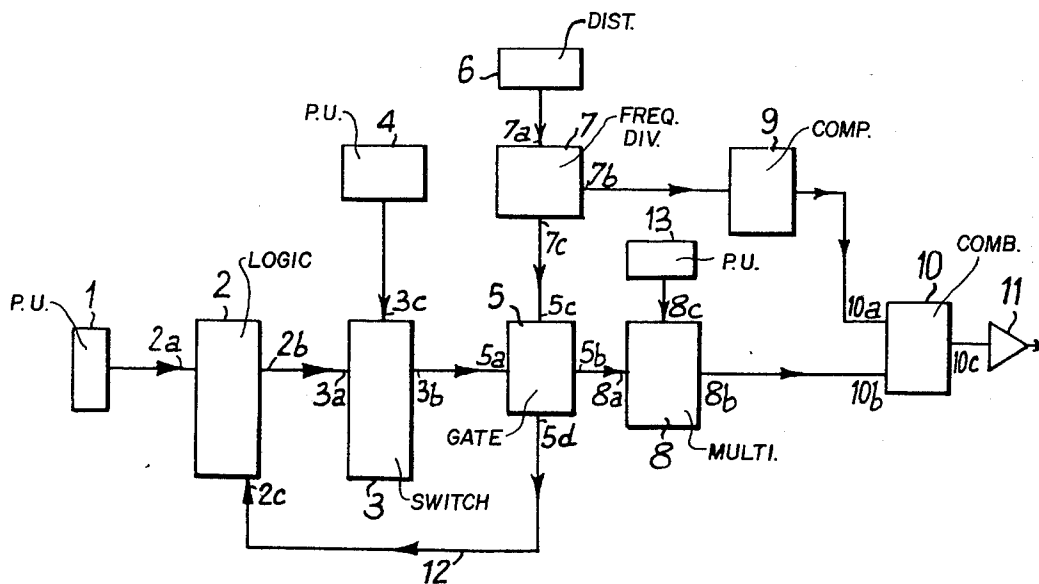 DIST.
6
P.U.
4
7a
7
FREQ.
DIV.
9
COMP.
7b
7c
13
P.U.
LOGIC
COMB.
P.U.
1
2
3c
5
5c
8c
10a
10
11
2a
2b
5a
5b
10c
3a
3b
8a
8b
10b
GATE
5d
8
MULTI.
2c
3
SWITCH
12